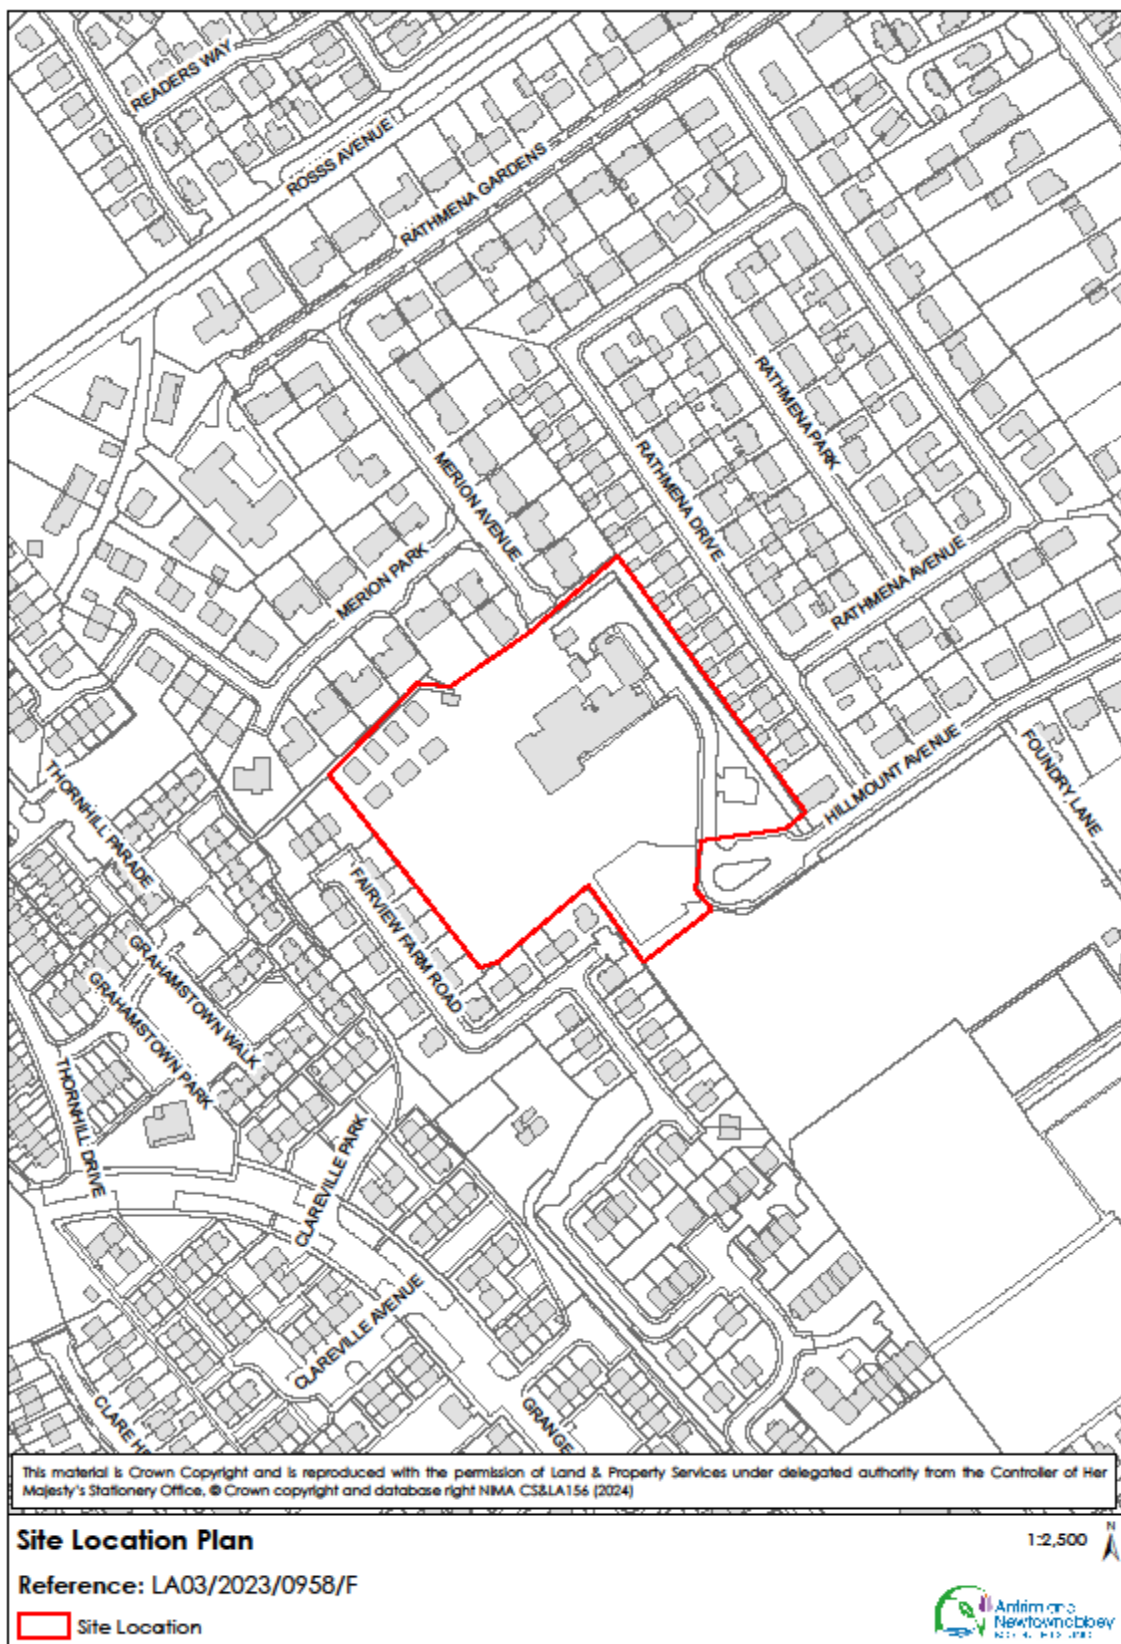 READERS WAY
ROSSS AVENUE
RATHMENA GARDENS
RATHMENA PARK
RATHMENA DRIVE
MERION AVENUE
MERION PARK
RATHMENA AVENUE
HILLMOUNT AVENUE
FOUNDRY LANE
THORNHILL PARADE
FAIRVIEW FARM ROAD
GRAHAMSTOWN WALK
GRAHAMSTOWN PARK
THORNHILL DRIVE
CLAREVILLE PARK
CLAREVILLE AVENUE
CLARE H
GRANGE
This material is Crown Copyright and is reproduced with the permission of Land & Property Services under delegated authority from the Controller of Her
Majesty's Stationery Office, © Crown copyright and database right NIMA CS&LA156 (2024)
Site Location Plan
1:2,500
N
Reference: LA03/2023/0958/F
Site Location
Antrim and
Newtownabbey